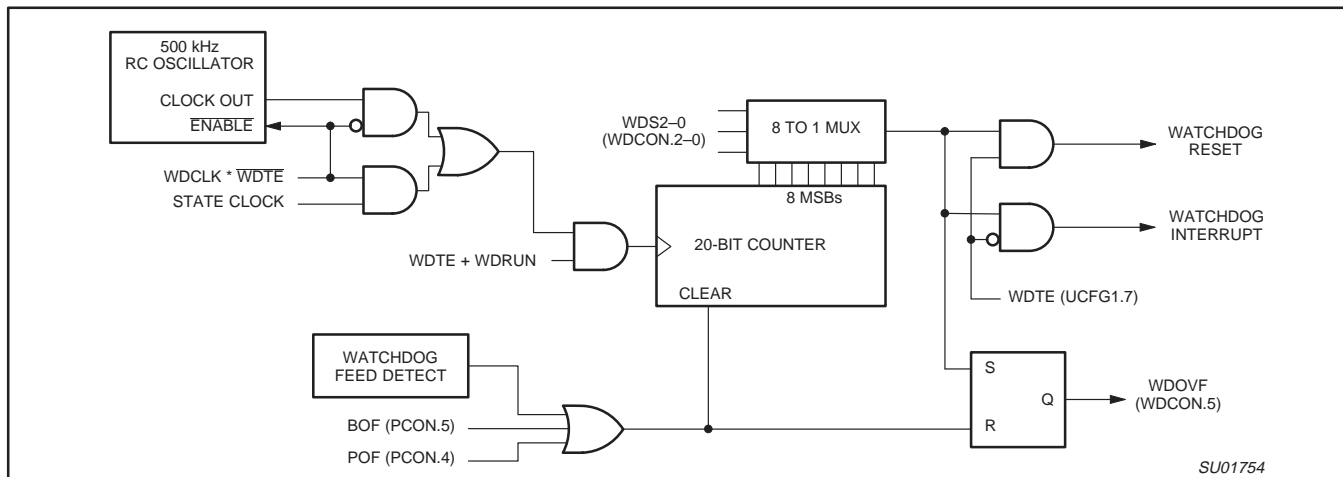 500 kHz
RC OSCILLATOR
CLOCK OUT
E̅N̅A̅B̅L̅E̅
WDCLK * W̅D̅T̅E̅
STATE CLOCK
WDTE + WDRUN
WDS2–0
(WDCON.2–0)
8 TO 1 MUX
8 MSBs
20-BIT COUNTER
CLEAR
WATCHDOG
RESET
WATCHDOG
INTERRUPT
WDTE (UCFG1.7)
WATCHDOG
FEED DETECT
BOF (PCON.5)
POF (PCON.4)
S
Q
R
WDOVF
(WDCON.5)
SU01754